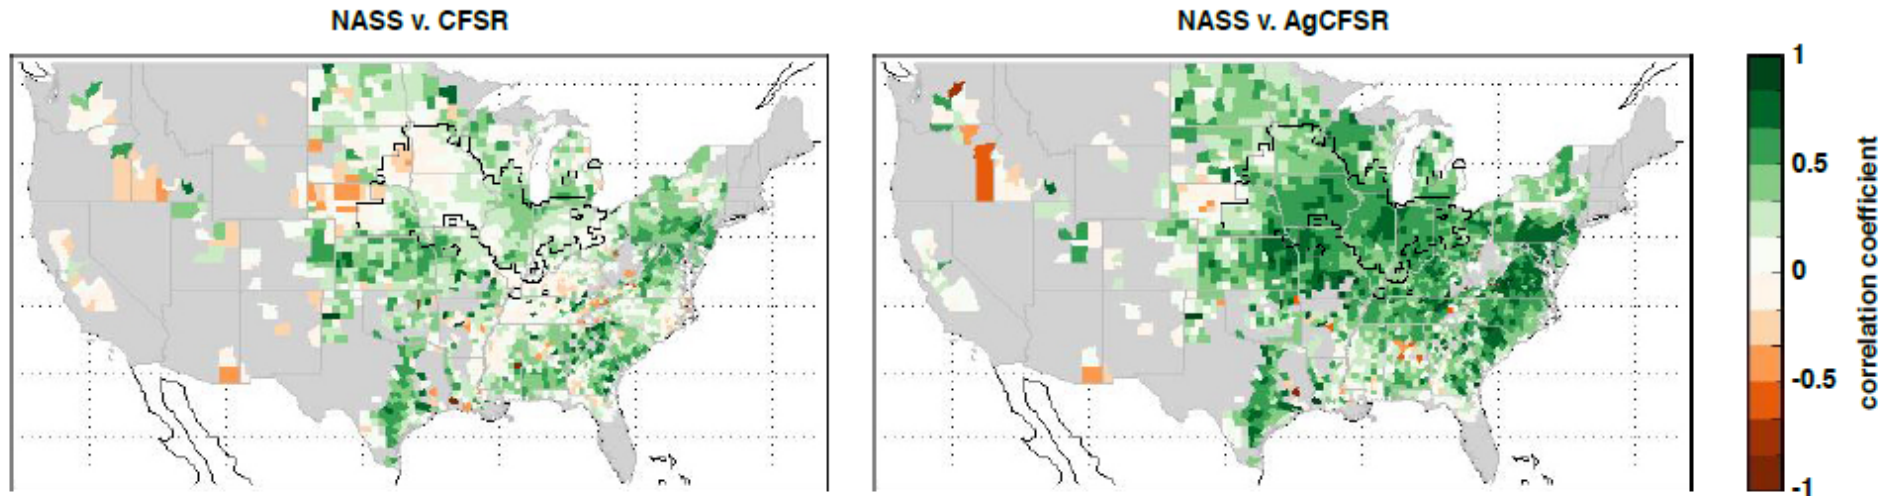 NASS v. CFSR
NASS v. AgCFSR
1
0.5
0
-0.5
-1
correlation coefficient